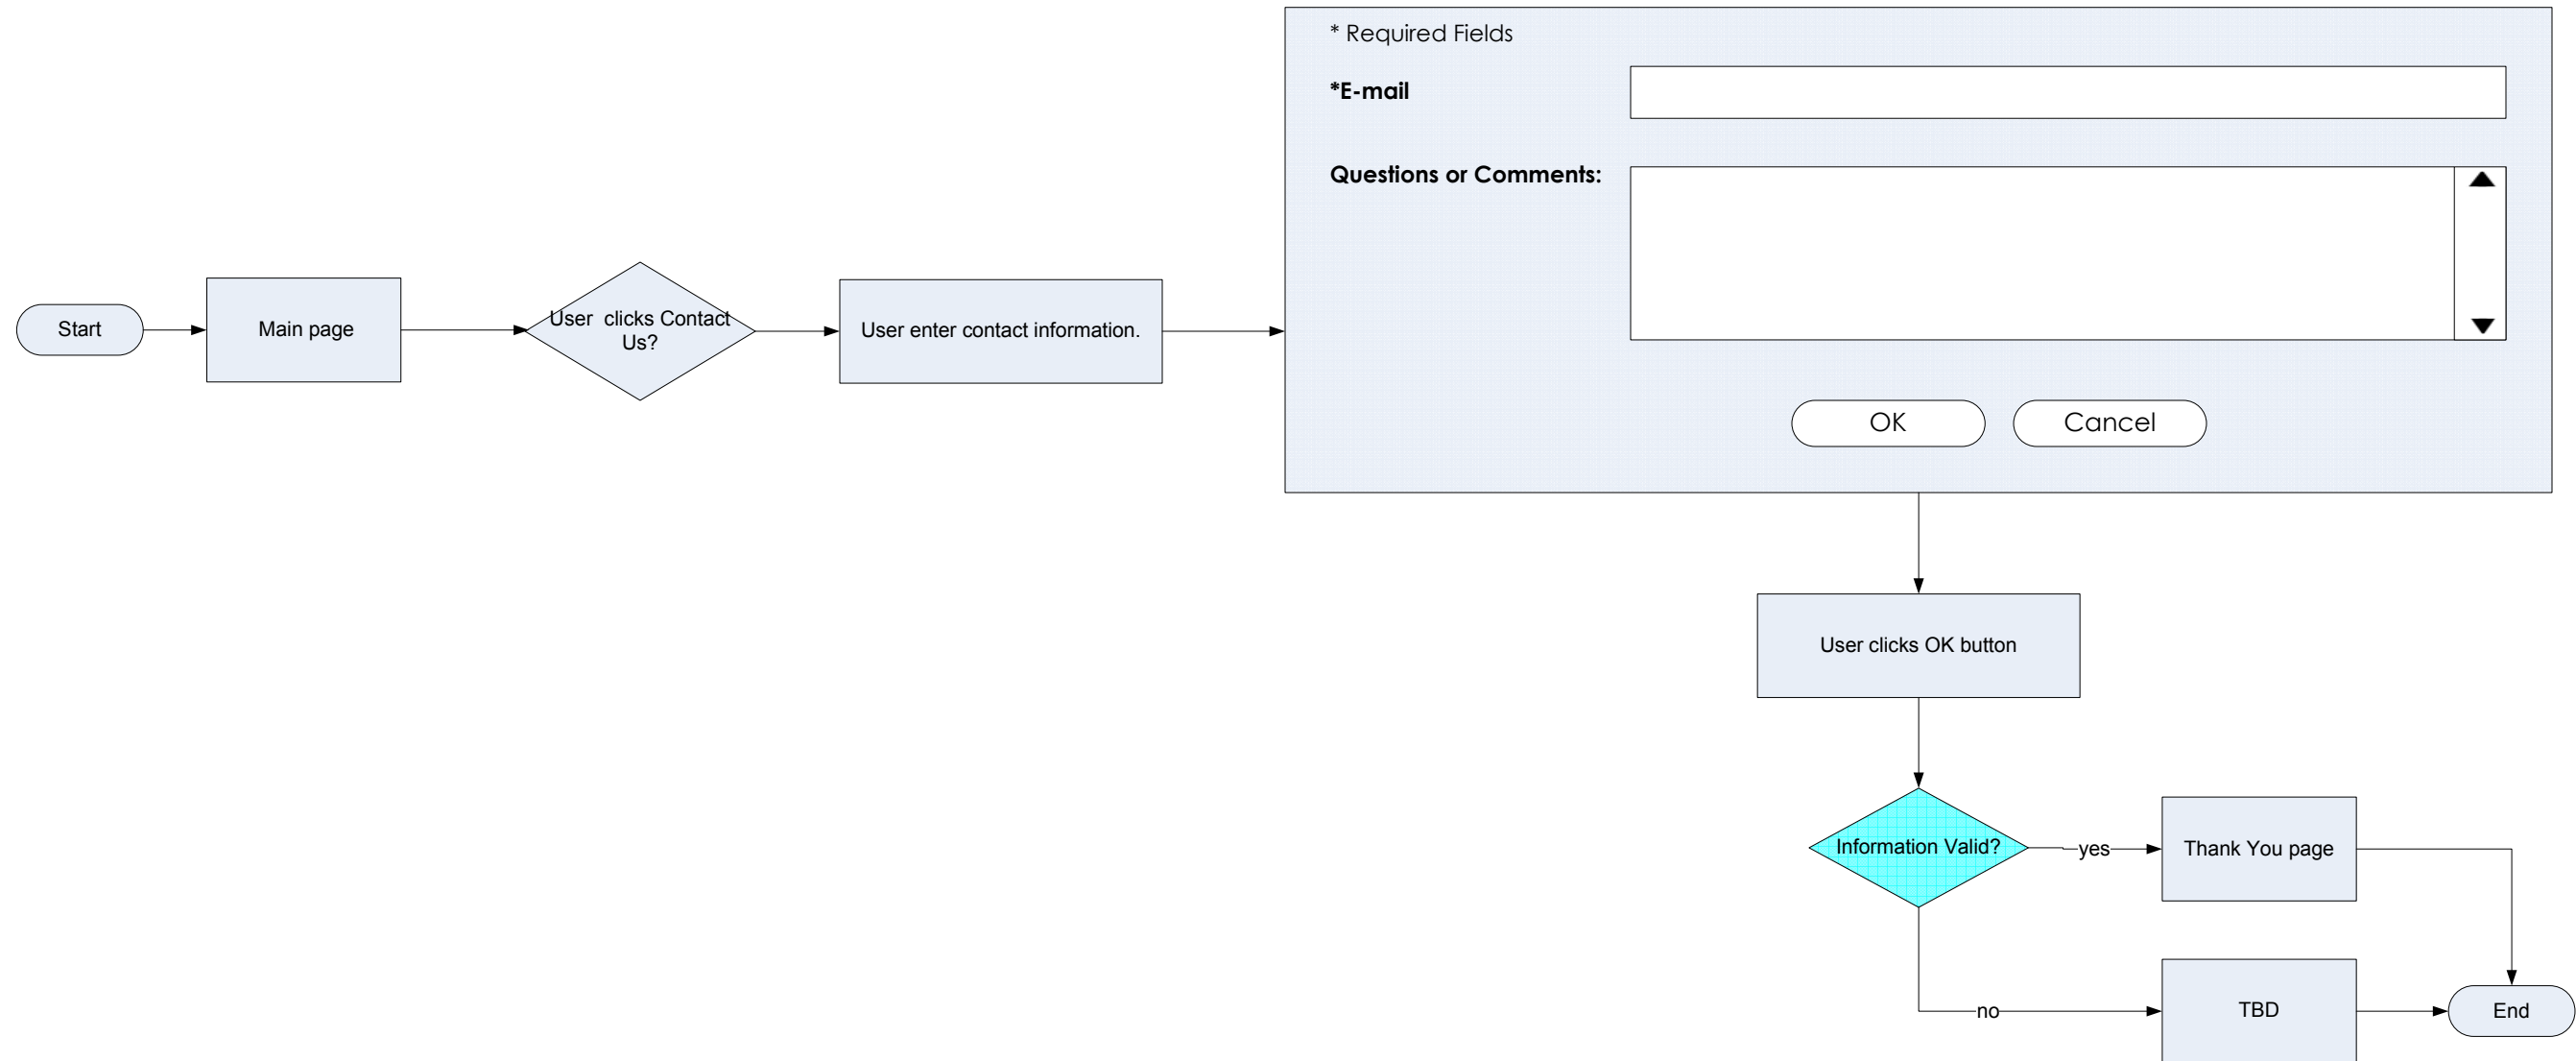 * Required Fields
*E-mail
Questions or Comments:
OK
Cancel
Start
Main page
User  clicks Contact
Us?
User enter contact information.
User clicks OK button
Information Valid?
yes
Thank You page
no
TBD
End